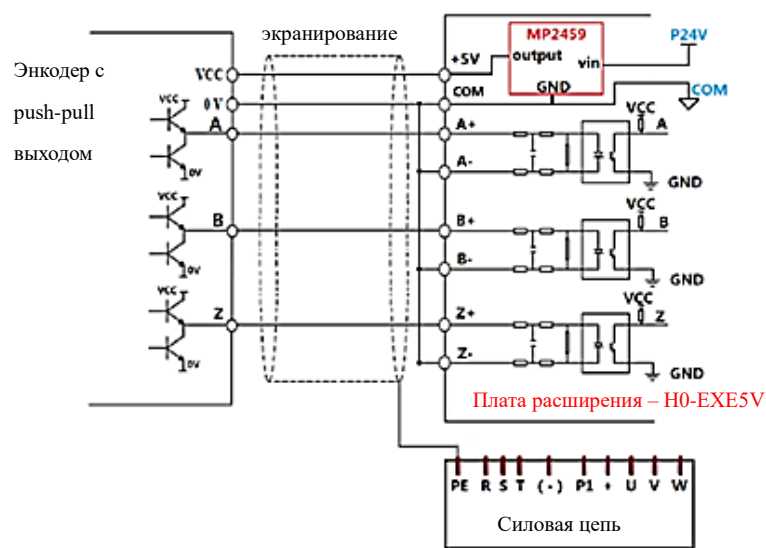 экранирование
MP2459
output
vin
GND
P24V
COM
Энкодер с
push-pull
выходом
VCC
0V
A
B
Z
VCC
0V
VCC
0V
VCC
0V
+5V
COM
A+
A-
B+
B-
Z+
Z-
VCC
A
GND
VCC
B
GND
VCC
Z
GND
Плата расширения – H0-EXE5V
PE R S T (-) P1 + U V W
Силовая цепь